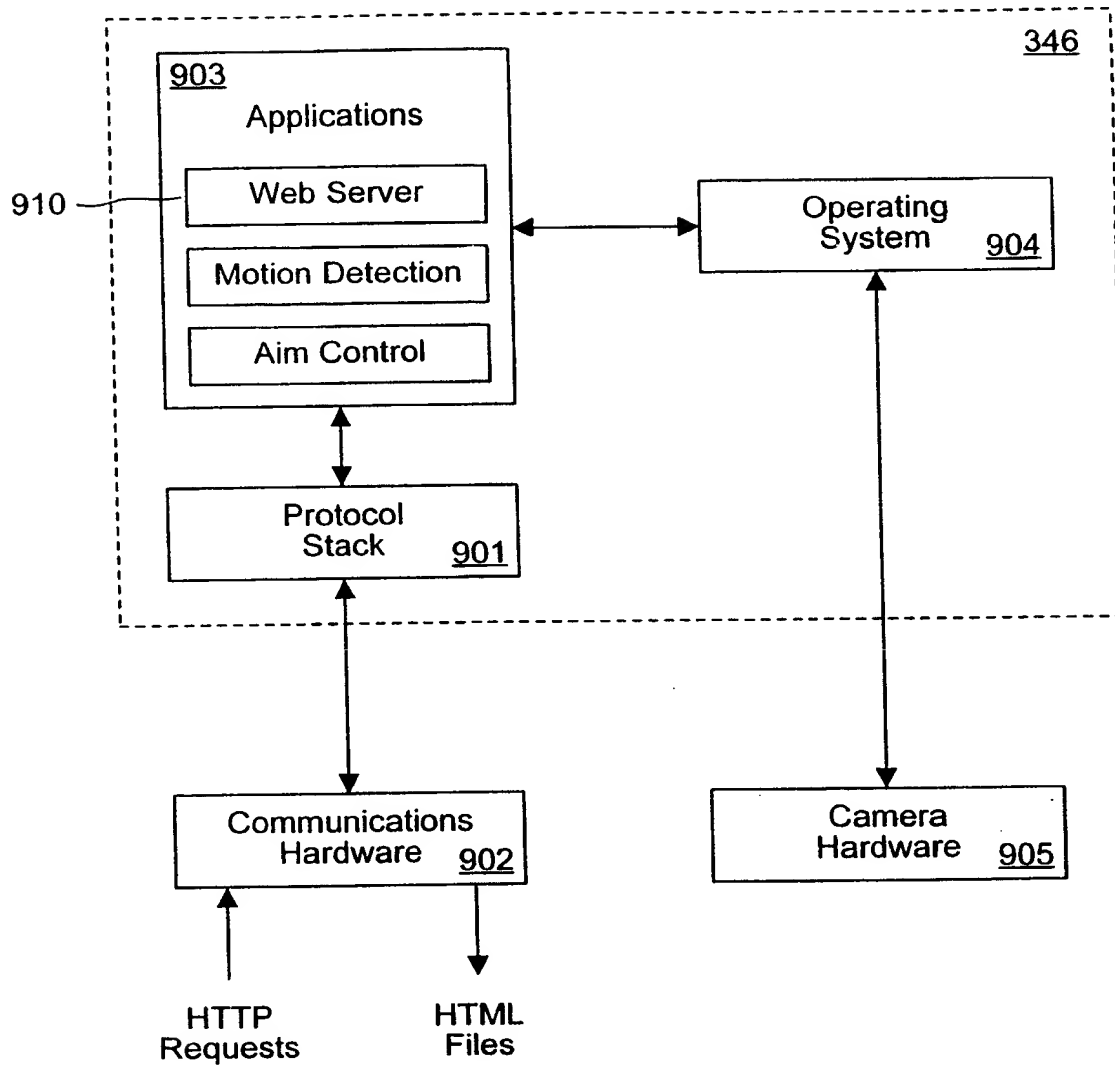 346
903
Applications
910
Web Server
Motion Detection
Aim Control
Operating
System
904
Protocol
Stack
901
Communications
Hardware
902
Camera
Hardware
905
HTTP
Requests
HTML
Files